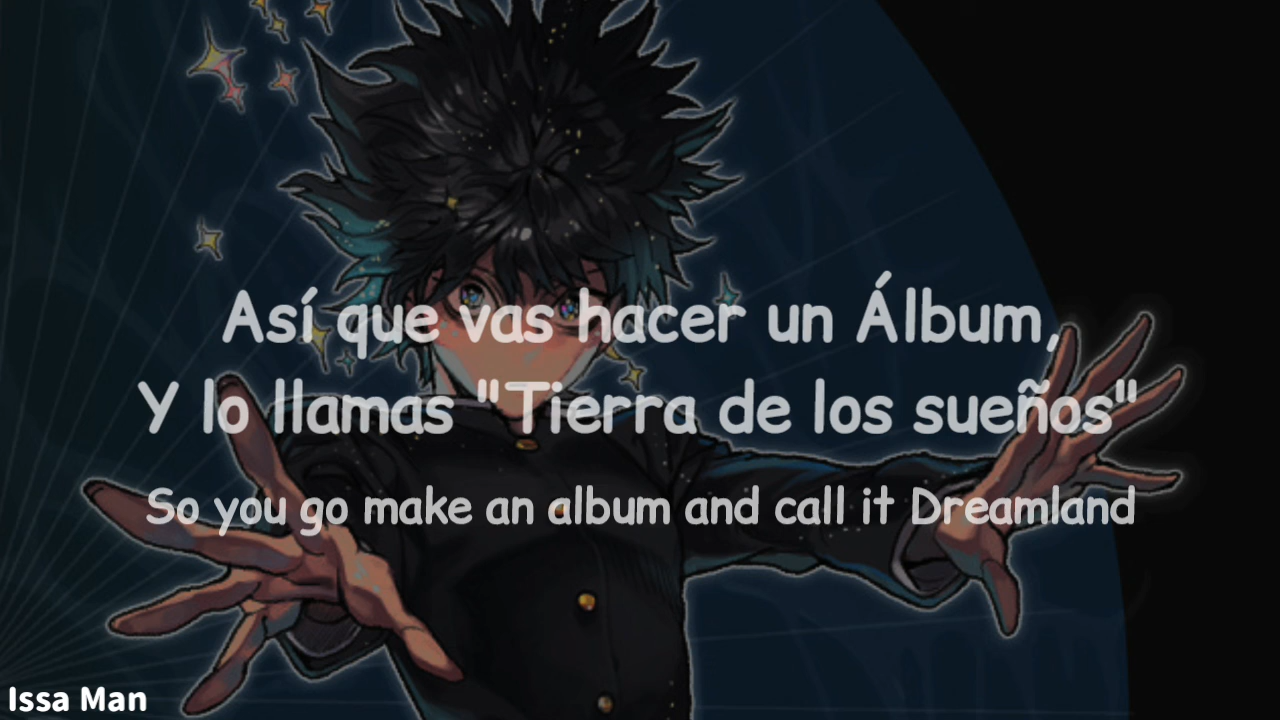 Así que vas hacer un Álbum,
Y lo llamas "Tierra de los sueños"
So you go make an album and call it Dreamland
Issa Man